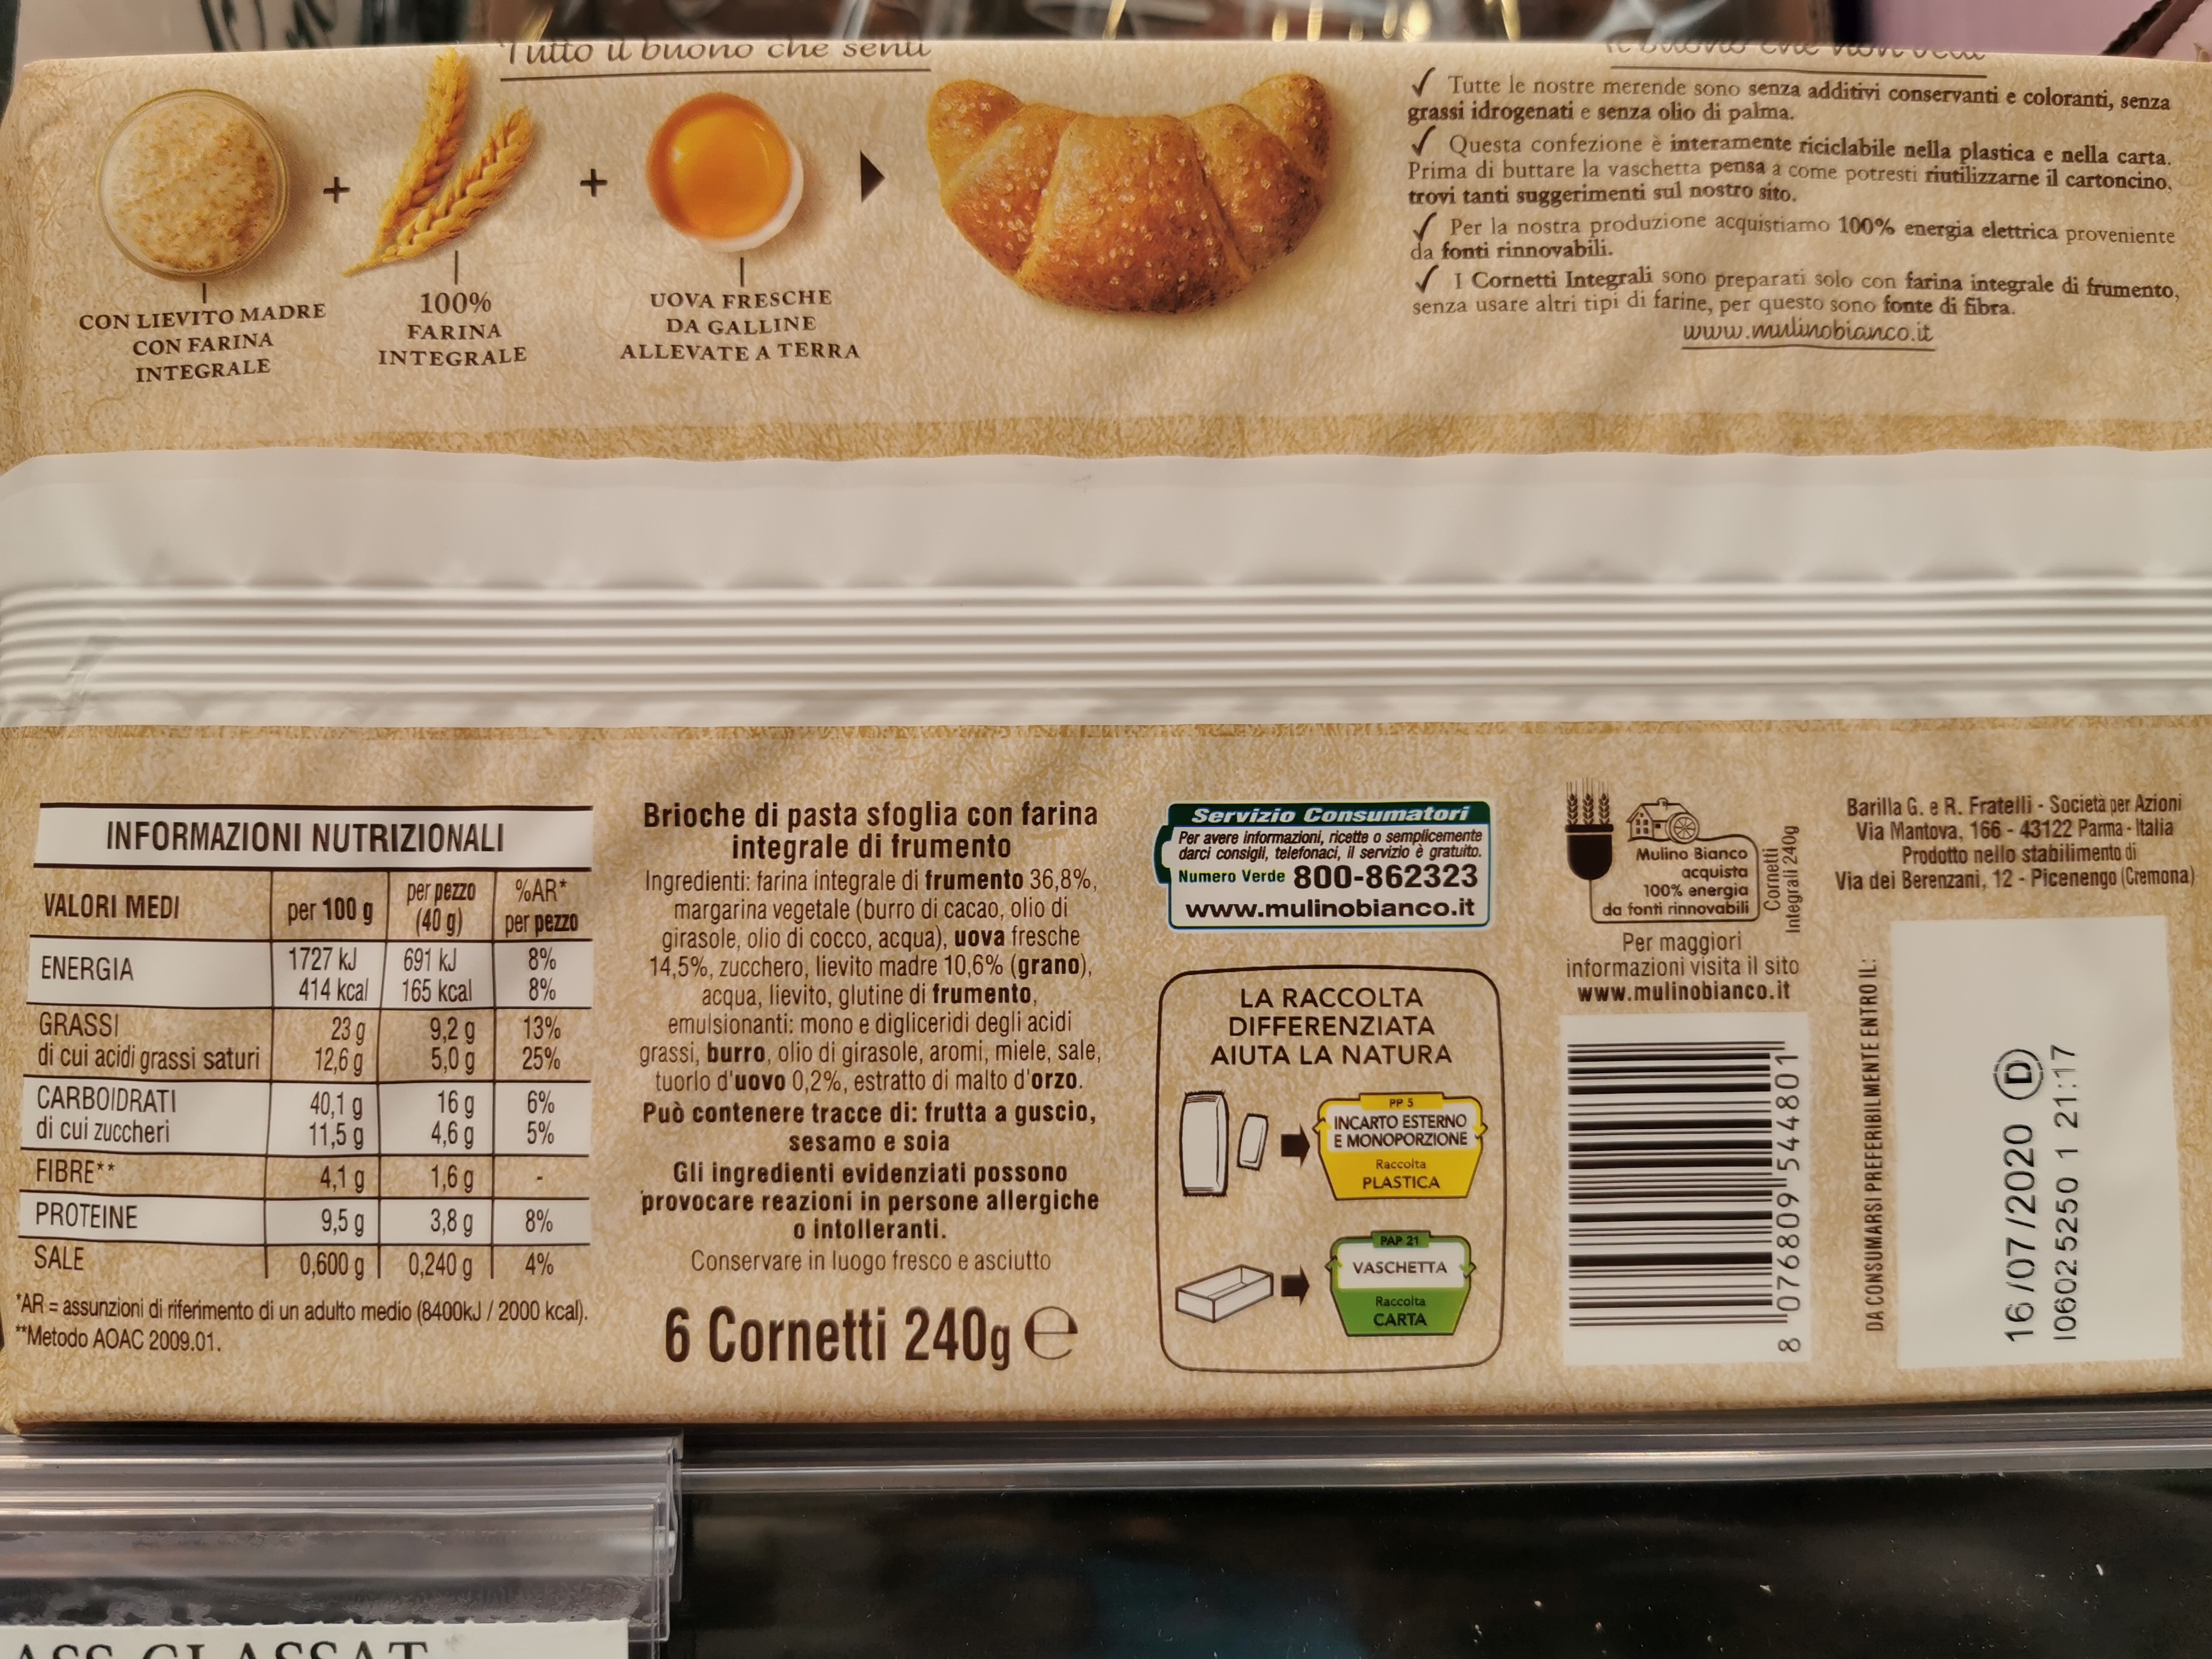 Tutto il buono che senti
CON LIEVITO MADRE
CON FARINA
INTEGRALE
+
100%
FARINA
INTEGRALE
+
UOVA FRESCHE
DA GALLINE
ALLEVATE A TERRA
il buono che non vedi
✓ Tutte le nostre merende sono senza additivi conservanti e coloranti, senza
grassi idrogenati e senza olio di palma.
✓ Questa confezione è interamente riciclabile nella plastica e nella carta.
Prima di buttare la vaschetta pensa a come potresti riutilizzarne il cartoncino,
trovi tanti suggerimenti sul nostro sito.
✓ Per la nostra produzione acquistiamo 100% energia elettrica proveniente
da fonti rinnovabili.
✓ I Cornetti Integrali sono preparati solo con farina integrale di frumento,
senza usare altri tipi di farine, per questo sono fonte di fibra.
www.mulinobianco.it
INFORMAZIONI NUTRIZIONALI
VALORI MEDI per 100 g per pezzo (40 g) %AR* per pezzo
ENERGIA 1727 kJ 691 kJ 8%
414 kcal 165 kcal 8%
GRASSI 23 g 9,2 g 13%
di cui acidi grassi saturi 12,6 g 5,0 g 25%
CARBOIDRATI 40,1 g 16 g 6%
di cui zuccheri 11,5 g 4,6 g 5%
FIBRE** 4,1 g 1,6 g -
PROTEINE 9,5 g 3,8 g 8%
SALE 0,600 g 0,240 g 4%
*AR = assunzioni di riferimento di un adulto medio (8400kJ / 2000 kcal).
**Metodo AOAC 2009.01.
Brioche di pasta sfoglia con farina
integrale di frumento
Ingredienti: farina integrale di frumento 36,8%,
margarina vegetale (burro di cacao, olio di
girasole, olio di cocco, acqua), uova fresche
14,5%, zucchero, lievito madre 10,6% (grano),
acqua, lievito, glutine di frumento,
emulsionanti: mono e digliceridi degli acidi
grassi, burro, olio di girasole, aromi, miele, sale,
tuorlo d'uovo 0,2%, estratto di malto d'orzo.
Può contenere tracce di: frutta a guscio,
sesamo e soia
Gli ingredienti evidenziati possono
provocare reazioni in persone allergiche
o intolleranti.
Conservare in luogo fresco e asciutto
6 Cornetti 240g ℮
Servizio Consumatori
Per avere informazioni, ricette o semplicemente
darci consigli, telefonaci, il servizio è gratuito.
Numero Verde 800-862323
www.mulinobianco.it
LA RACCOLTA
DIFFERENZIATA
AIUTA LA NATURA
PP 5
INCARTO ESTERNO
E MONOPORZIONE
Raccolta
PLASTICA
PAP 21
VASCHETTA
Raccolta
CARTA
Mulino Bianco
acquista
100% energia
da fonti rinnovabili
Cornetti
Integrali 240g
Per maggiori
informazioni visita il sito
www.mulinobianco.it
8 076809 544801
Barilla G. e R. Fratelli - Società per Azioni
Via Mantova, 166 - 43122 Parma - Italia
Prodotto nello stabilimento di
Via dei Berenzani, 12 - Picenengo (Cremona)
DA CONSUMARSI PREFERIBILMENTE ENTRO IL:
16/07/2020 D
I06025250 1 21:17
GLASSAT